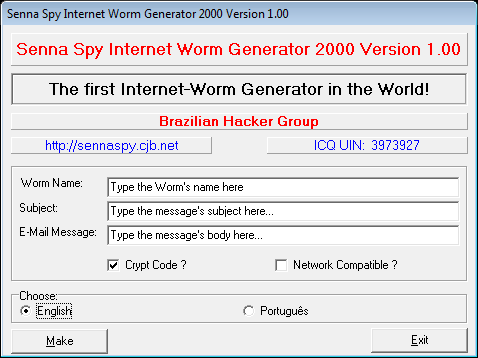 Senna Spy Internet Worm Generator 2000 Version 1.00
Senna Spy Internet Worm Generator 2000 Version 1.00
The first Internet-Worm Generator in the World!
Brazilian Hacker Group
http://sennaspy.cjb.net ICQ UIN: 3973927
Worm Name: Type the Worm's name here
Subject: Type the message's subject here...
E-Mail Message: Type the message's body here...
Crypt Code ? Network Compatible ?
Choose:
English Português
Make Exit